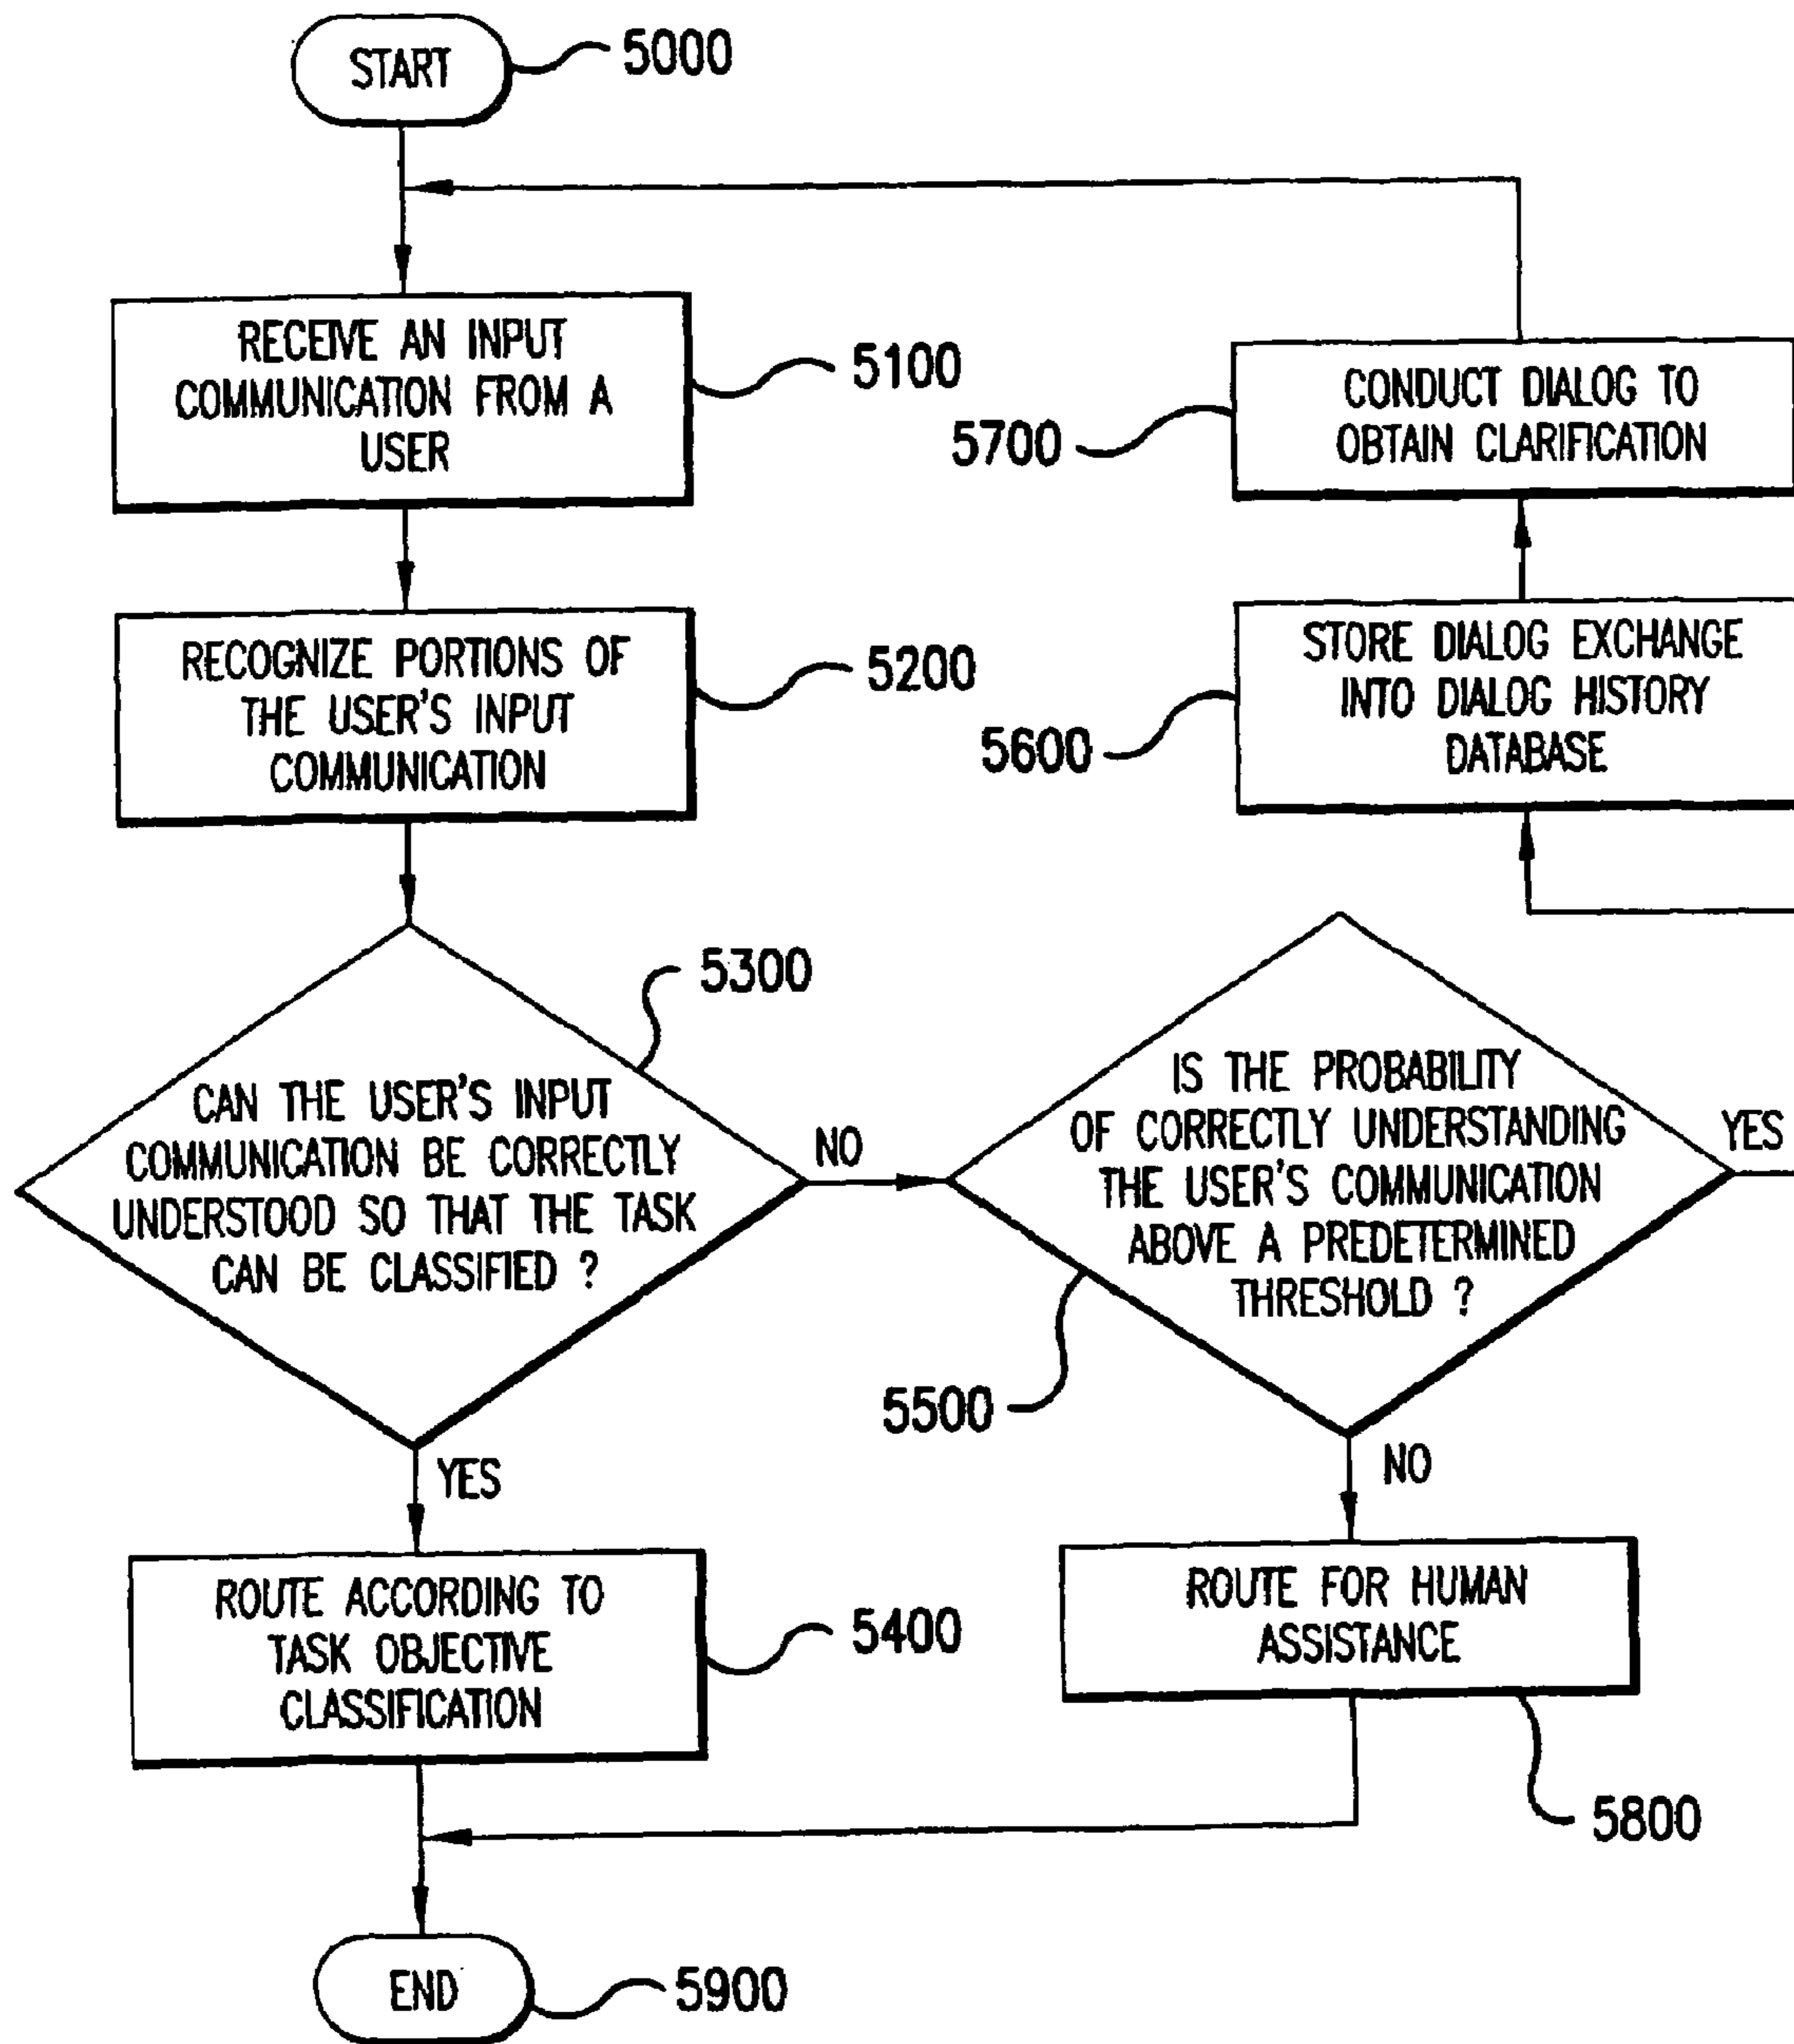 START
5000
RECEIVE AN INPUT
COMMUNICATION FROM A
USER
5100
RECOGNIZE PORTIONS OF
THE USER'S INPUT
COMMUNICATION
5200
5300
CAN THE USER'S INPUT
COMMUNICATION BE CORRECTLY
UNDERSTOOD SO THAT THE TASK
CAN BE CLASSIFIED ?
NO
YES
ROUTE ACCORDING TO
TASK OBJECTIVE
CLASSIFICATION
5400
END
5900
CONDUCT DIALOG TO
OBTAIN CLARIFICATION
5700
STORE DIALOG EXCHANGE
INTO DIALOG HISTORY
DATABASE
5600
IS THE PROBABILITY
OF CORRECTLY UNDERSTANDING
THE USER'S COMMUNICATION
ABOVE A PREDETERMINED
THRESHOLD ?
YES
5500
NO
ROUTE FOR HUMAN
ASSISTANCE
5800